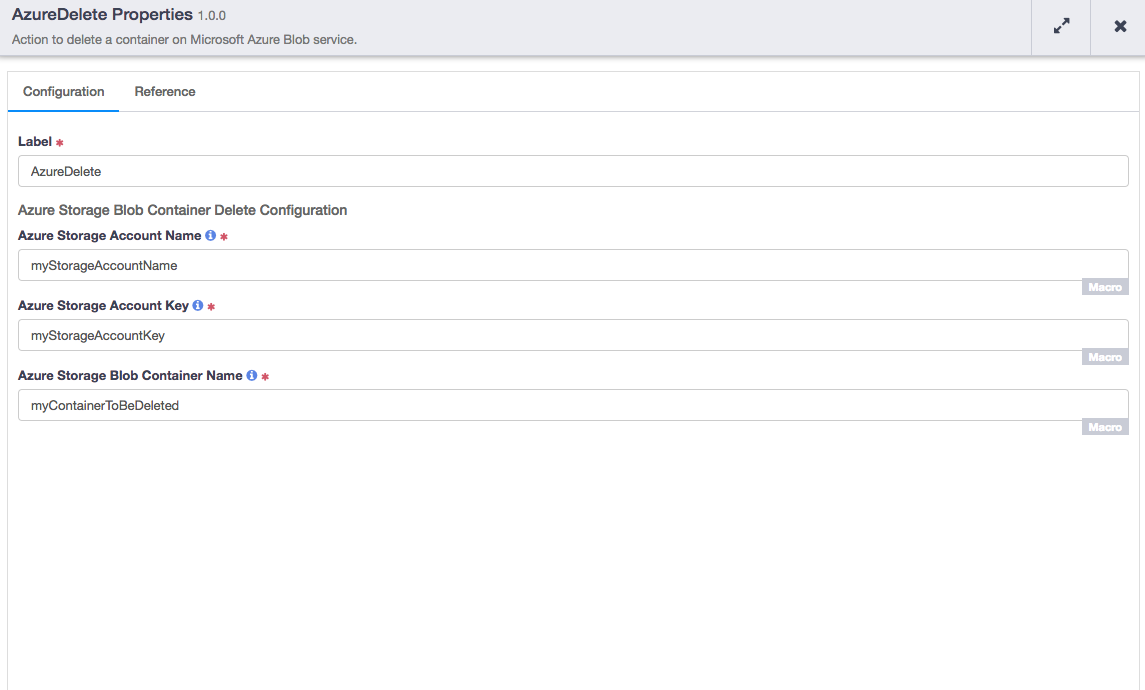 AzureDelete Properties 1.0.0
Action to delete a container on Microsoft Azure Blob service.
Configuration Reference
Label *
AzureDelete
Azure Storage Blob Container Delete Configuration
Azure Storage Account Name *
myStorageAccountName
Macro
Azure Storage Account Key *
myStorageAccountKey
Macro
Azure Storage Blob Container Name *
myContainerToBeDeleted
Macro